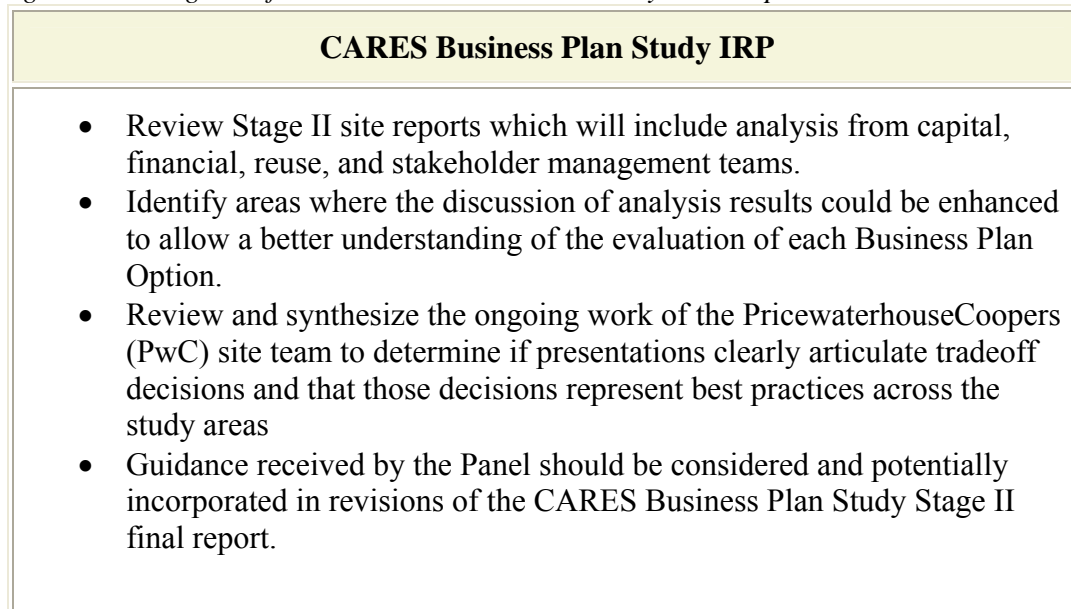 CARES Business Plan Study IRP
• Review Stage II site reports which will include analysis from capital,
financial, reuse, and stakeholder management teams.
• Identify areas where the discussion of analysis results could be enhanced
to allow a better understanding of the evaluation of each Business Plan
Option.
• Review and synthesize the ongoing work of the PricewaterhouseCoopers
(PwC) site team to determine if presentations clearly articulate tradeoff
decisions and that those decisions represent best practices across the
study areas
• Guidance received by the Panel should be considered and potentially
incorporated in revisions of the CARES Business Plan Study Stage II
final report.